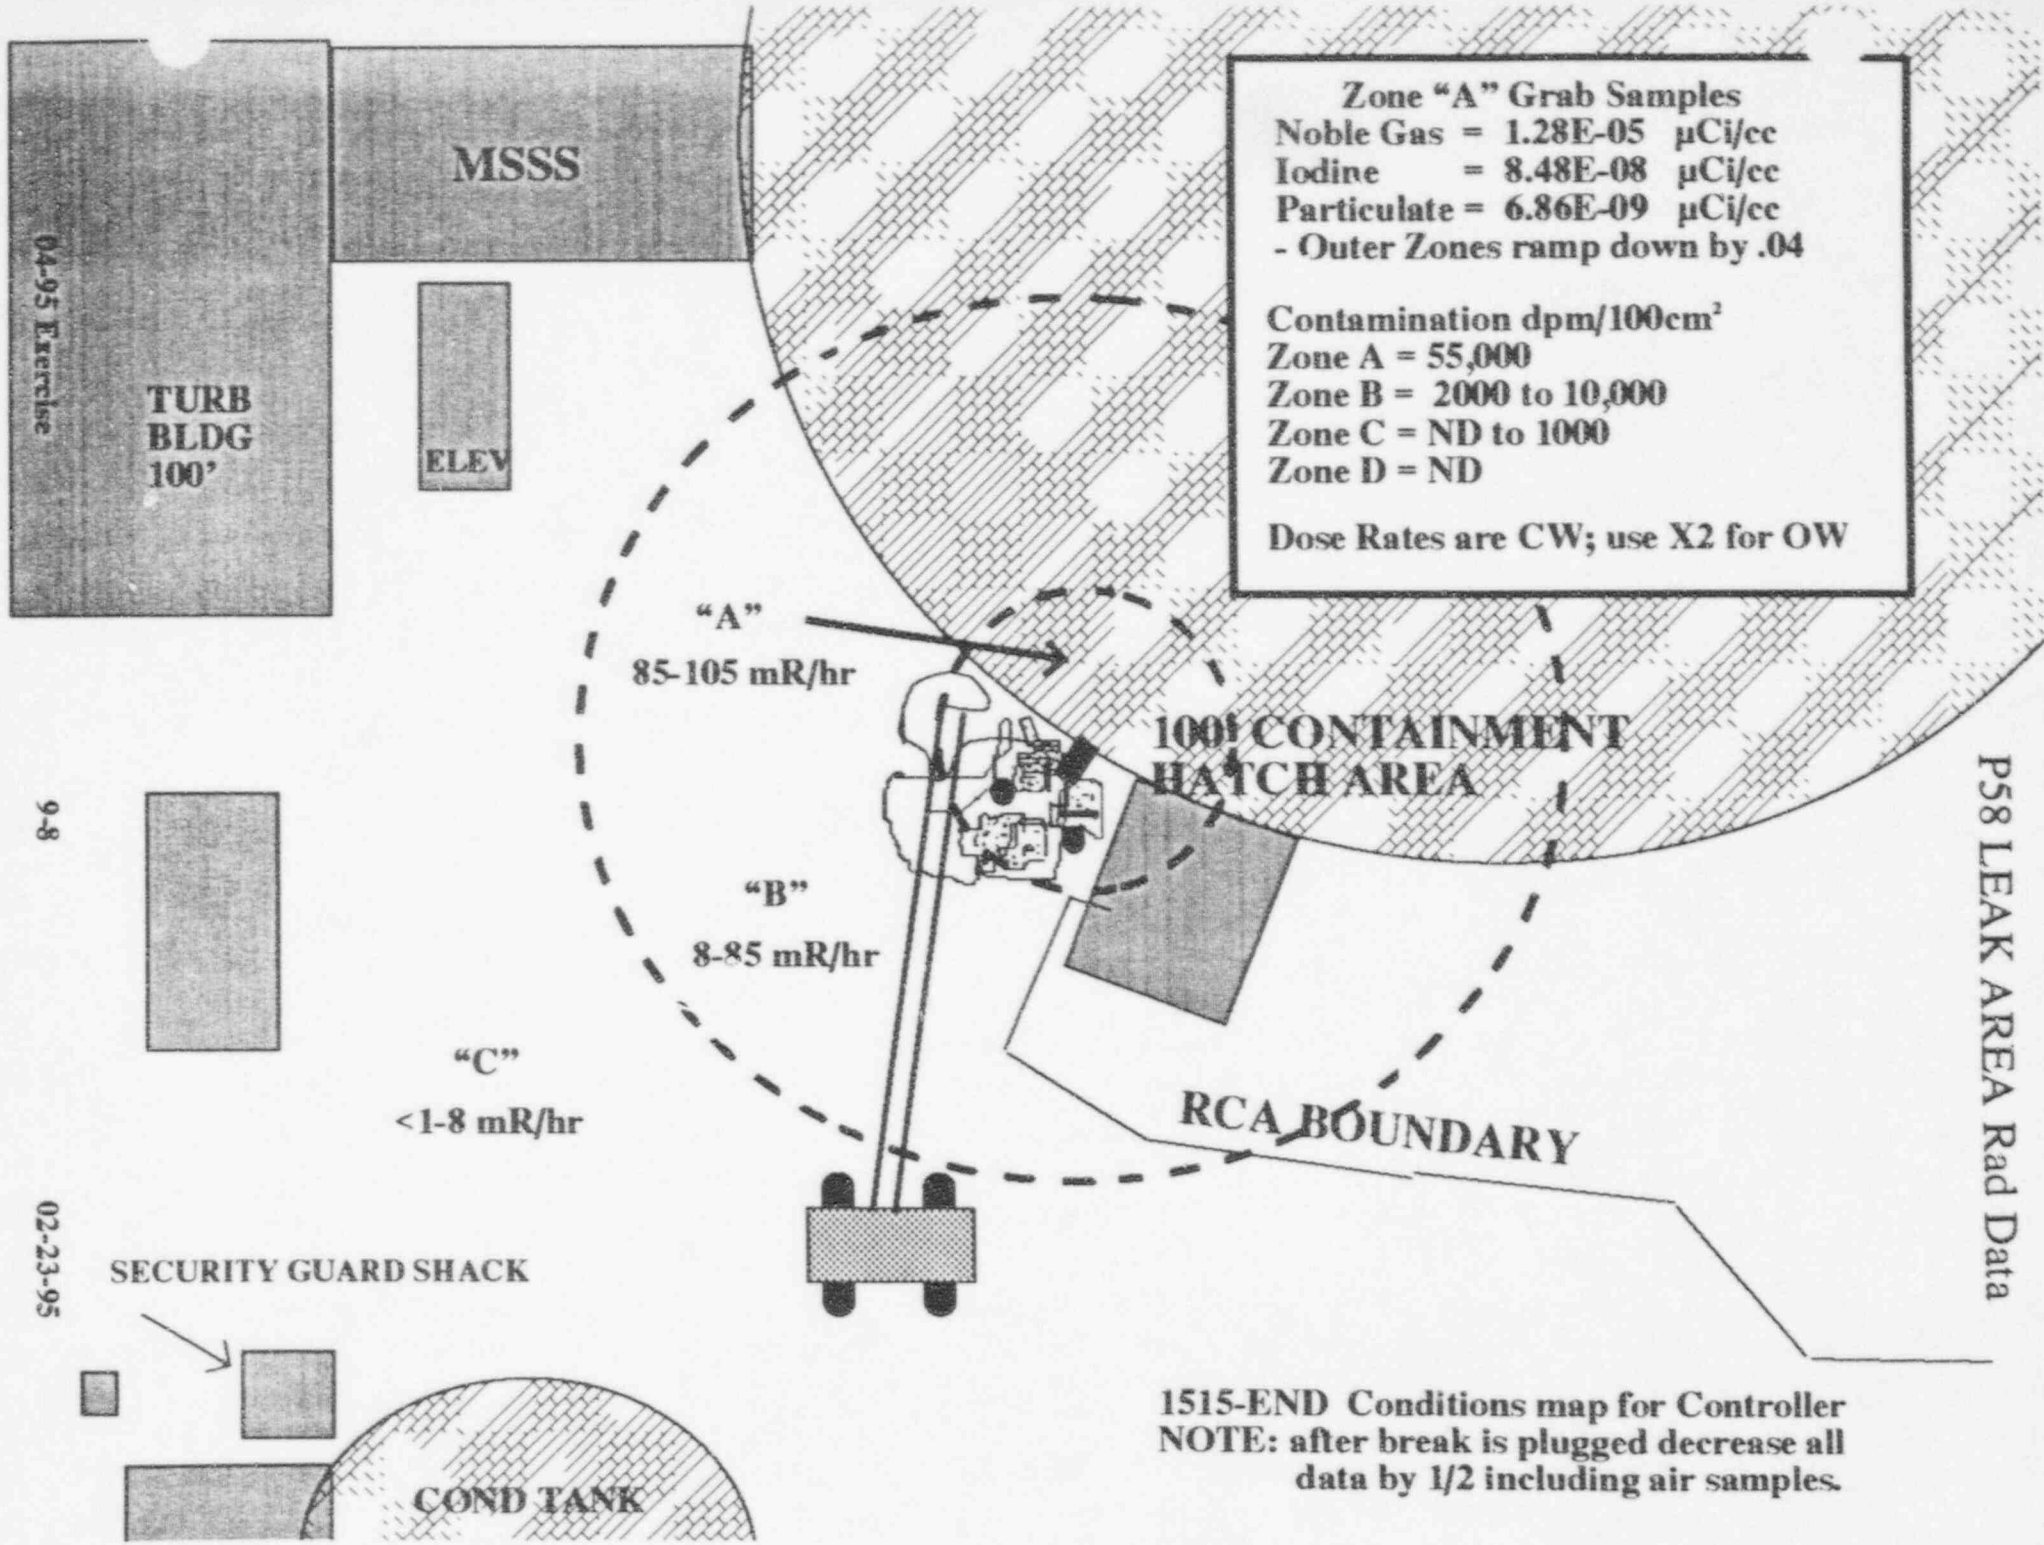 Zone “A” Grab Samples
Noble Gas = 1.28E-05 µCi/cc
Iodine = 8.48E-08 µCi/cc
Particulate = 6.86E-09 µCi/cc
- Outer Zones ramp down by .04
Contamination dpm/100cm²
Zone A = 55,000
Zone B = 2000 to 10,000
Zone C = ND to 1000
Zone D = ND
Dose Rates are CW; use X2 for OW
MSSS
04-95 Exercise
TURB
BLDG
100’
ELEV
“A”
85-105 mR/hr
100' CONTAINMENT
HATCH AREA
P58 LEAK AREA Rad Data
9-8
“B”
8-85 mR/hr
“C”
<1-8 mR/hr
RCA BOUNDARY
02-23-95
SECURITY GUARD SHACK
COND TANK
1515-END Conditions map for Controller
NOTE: after break is plugged decrease all
data by 1/2 including air samples.